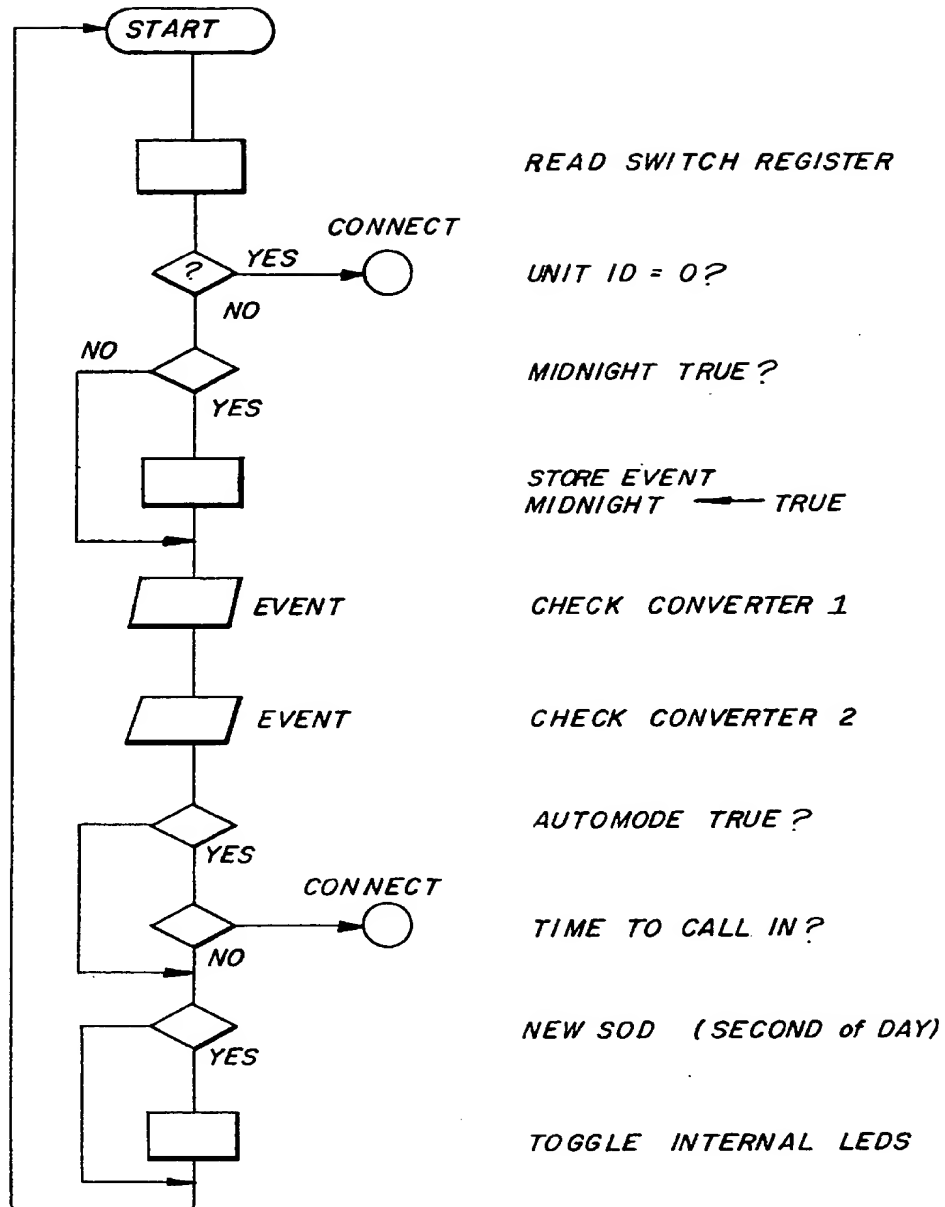 START
READ SWITCH REGISTER
CONNECT
? YES UNIT ID = 0?
NO
NO MIDNIGHT TRUE?
YES
STORE EVENT
MIDNIGHT ← TRUE
EVENT CHECK CONVERTER 1
EVENT CHECK CONVERTER 2
AUTOMODE TRUE?
YES
CONNECT
TIME TO CALL IN?
NO
NEW SOD (SECOND of DAY)
YES
TOGGLE INTERNAL LEDS